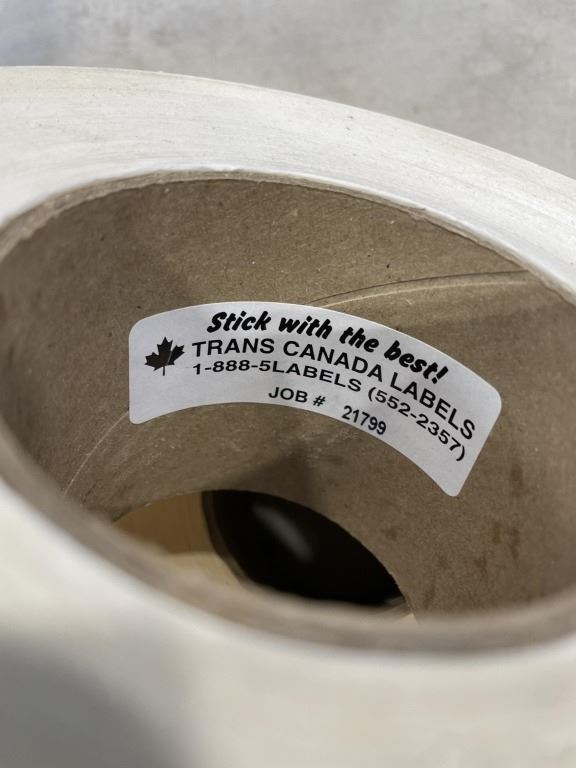 Stick with the best!
TRANS CANADA LABELS
1-888-5LABELS (552-2357)
JOB # 21799